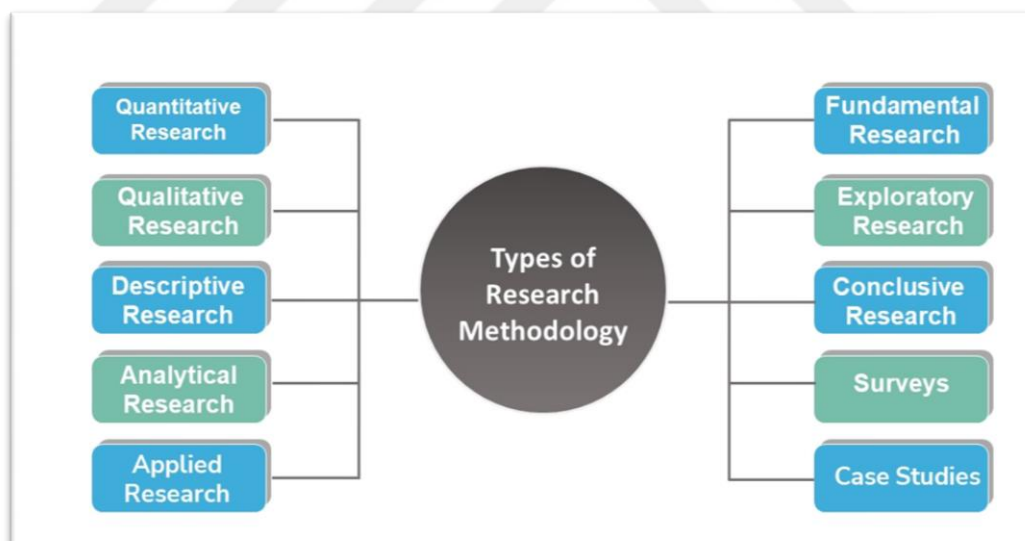 Quantitative
Research
Qualitative
Research
Descriptive
Research
Analytical
Research
Applied
Research
Types of
Research
Methodology
Fundamental
Research
Exploratory
Research
Conclusive
Research
Surveys
Case Studies